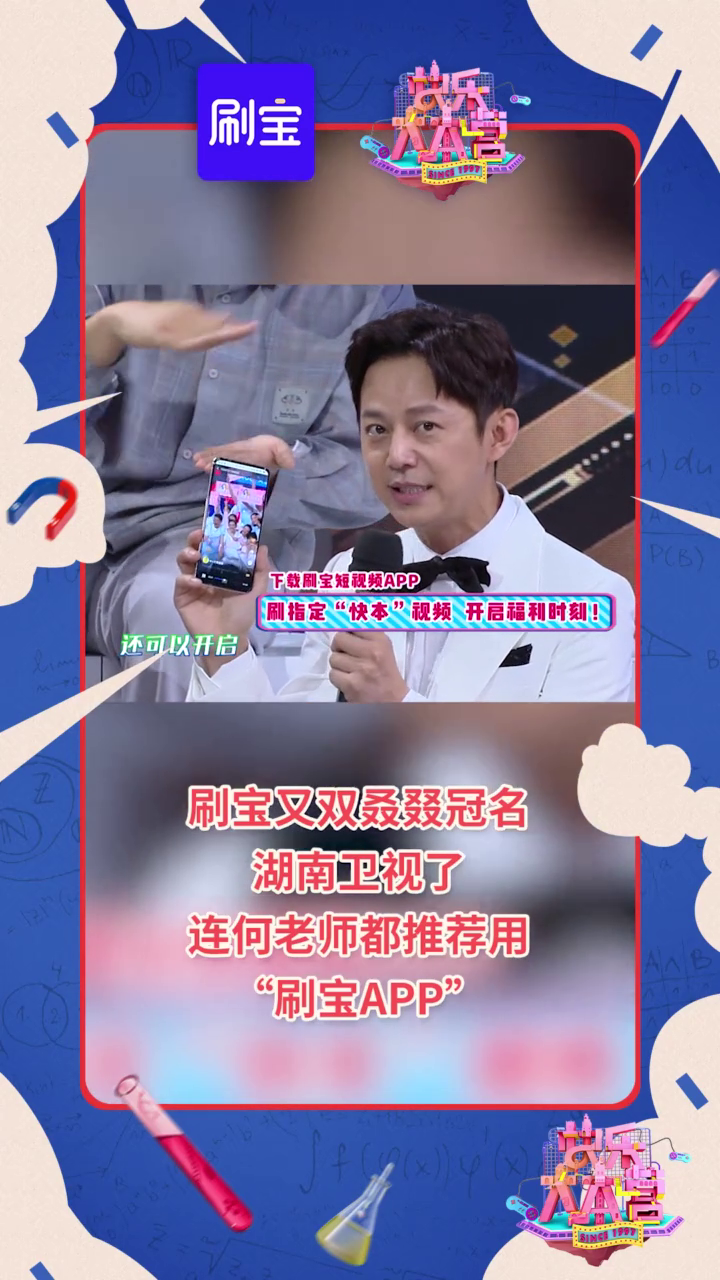 刷宝
快乐
大本营
SINCE 1997
下载刷宝短视频APP
刷指定“快本”视频 开启福利时刻!
还可以开启
刷宝又双叒叕冠名
湖南卫视了
连何老师都推荐用
“刷宝APP”
快乐
大本营
SINCE 1997